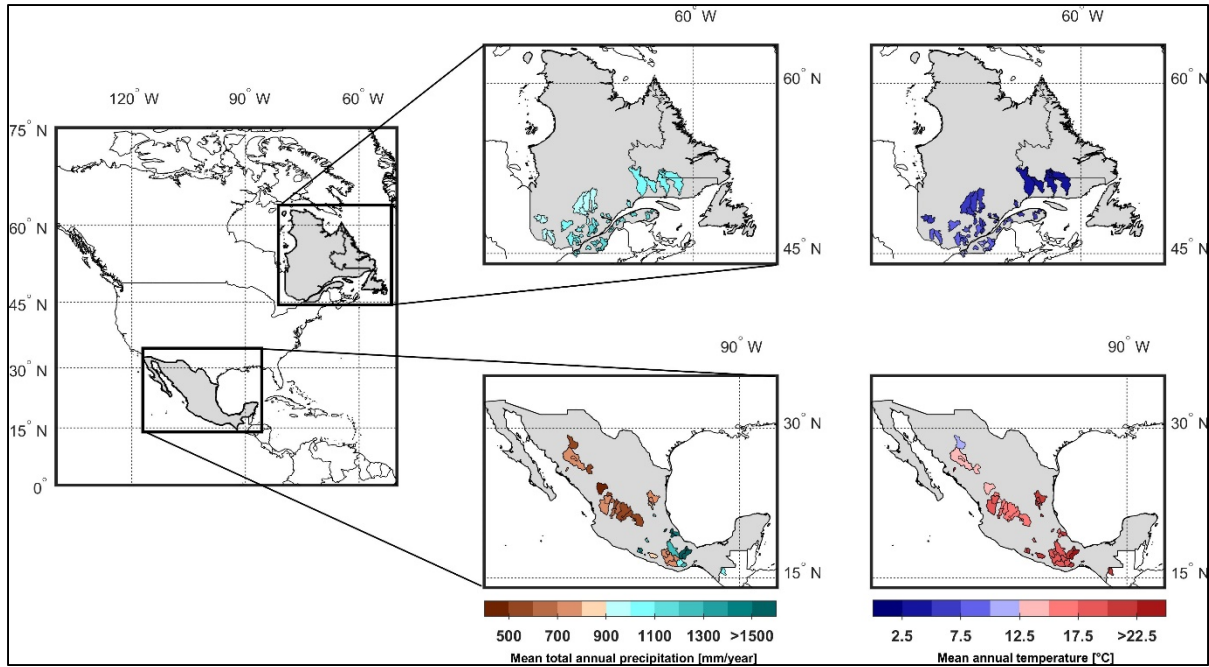 60° W
60° W
120° W 90° W 60° W
60° N
60° N
75° N
60° N
45° N
45° N
45° N
90° W
90° W
30° N
30° N
30° N
15° N
0°
15° N
15° N
500 700 900 1100 1300 >1500
2.5 7.5 12.5 17.5 >22.5
Mean total annual precipitation [mm/year]
Mean annual temperature [°C]